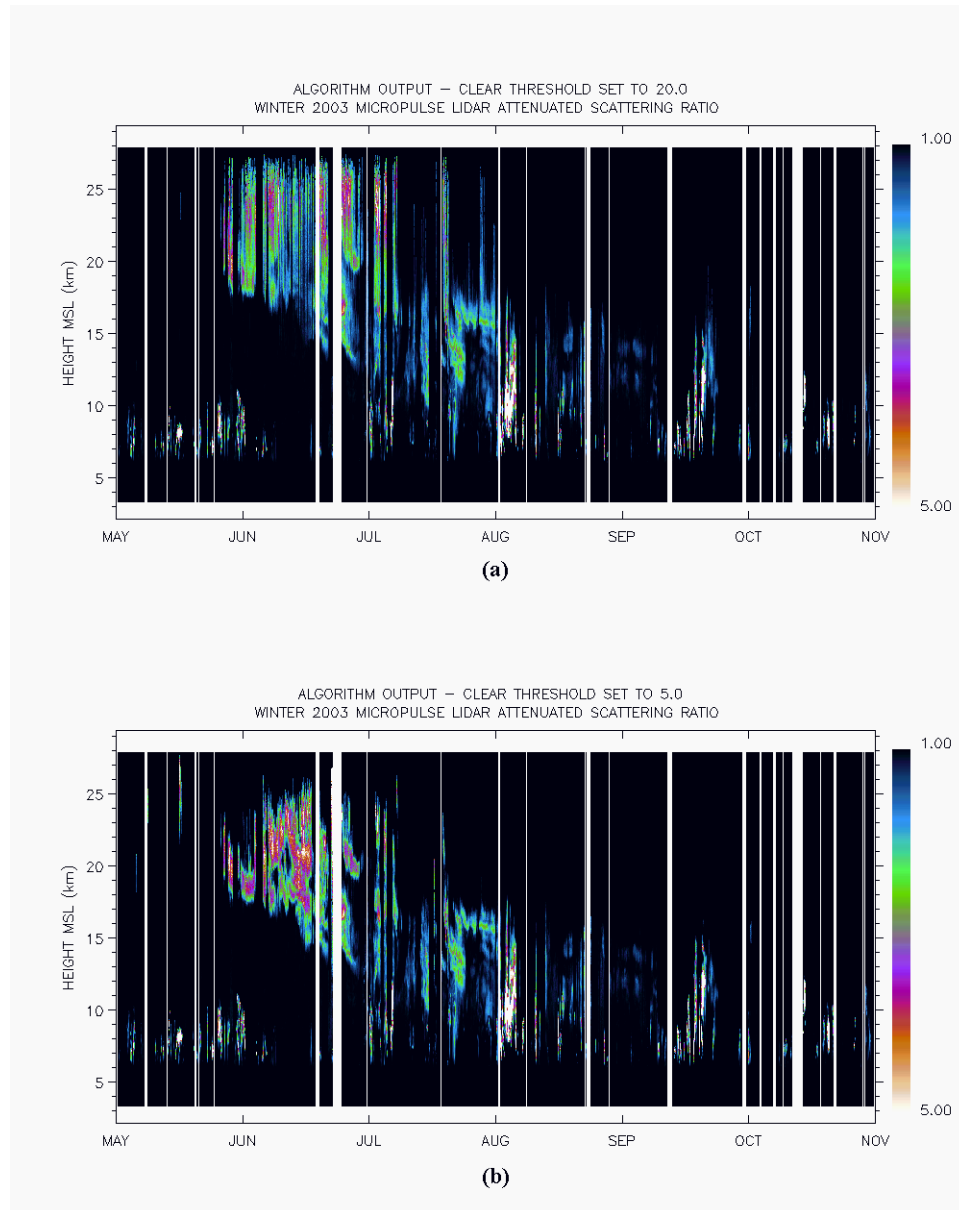 ALGORITHM OUTPUT – CLEAR THRESHOLD SET TO 20.0
WINTER 2003 MICROPULSE LIDAR ATTENUATED SCATTERING RATIO
HEIGHT MSL (km)
25
20
15
10
5
MAY JUN JUL AUG SEP OCT NOV
1.00
5.00
(a)
ALGORITHM OUTPUT – CLEAR THRESHOLD SET TO 5.0
WINTER 2003 MICROPULSE LIDAR ATTENUATED SCATTERING RATIO
HEIGHT MSL (km)
25
20
15
10
5
MAY JUN JUL AUG SEP OCT NOV
1.00
5.00
(b)